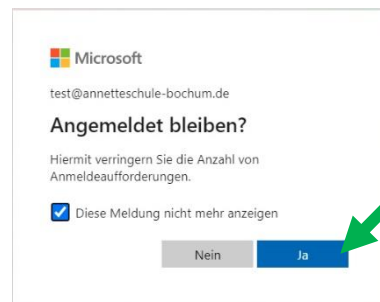 Microsoft
test@annetteschule-bochum.de
Angemeldet bleiben?
Hiermit verringern Sie die Anzahl von
Anmeldeaufforderungen.
Diese Meldung nicht mehr anzeigen
Nein Ja